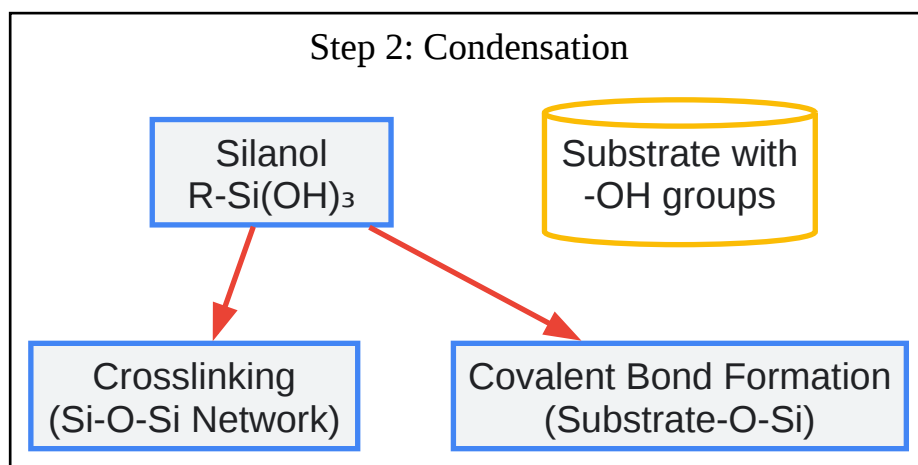 Step 2: Condensation
Silanol
R-Si(OH)₃
Substrate with
-OH groups
Crosslinking
(Si-O-Si Network)
Covalent Bond Formation
(Substrate-O-Si)